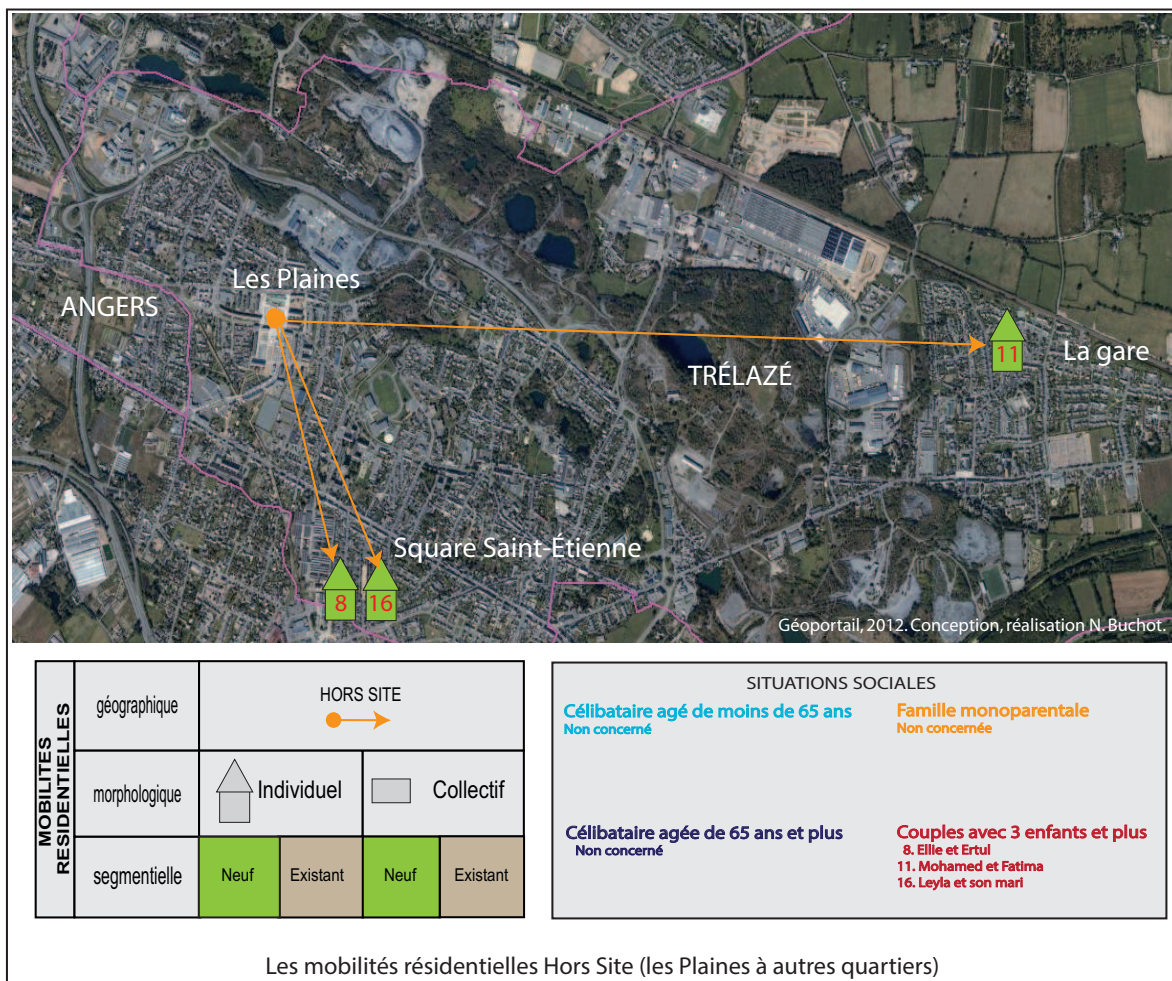 Les Plaines
ANGERS
La gare
11
TRÉLAZÉ
Square Saint-Étienne
8
16
Géoportail, 2012. Conception, réalisation N. Buchot.
MOBILITES
RESIDENTIELLES
géographique
HORS SITE
morphologique
Individuel
Collectif
segmentielle
Neuf
Existant
Neuf
Existant
SITUATIONS SOCIALES
Célibataire agé de moins de 65 ans
Non concerné
Famille monoparentale
Non concernée
Célibataire agée de 65 ans et plus
Non concerné
Couples avec 3 enfants et plus
8. Ellie et Ertul
11. Mohamed et Fatima
16. Leyla et son mari
Les mobilités résidentielles Hors Site (les Plaines à autres quartiers)